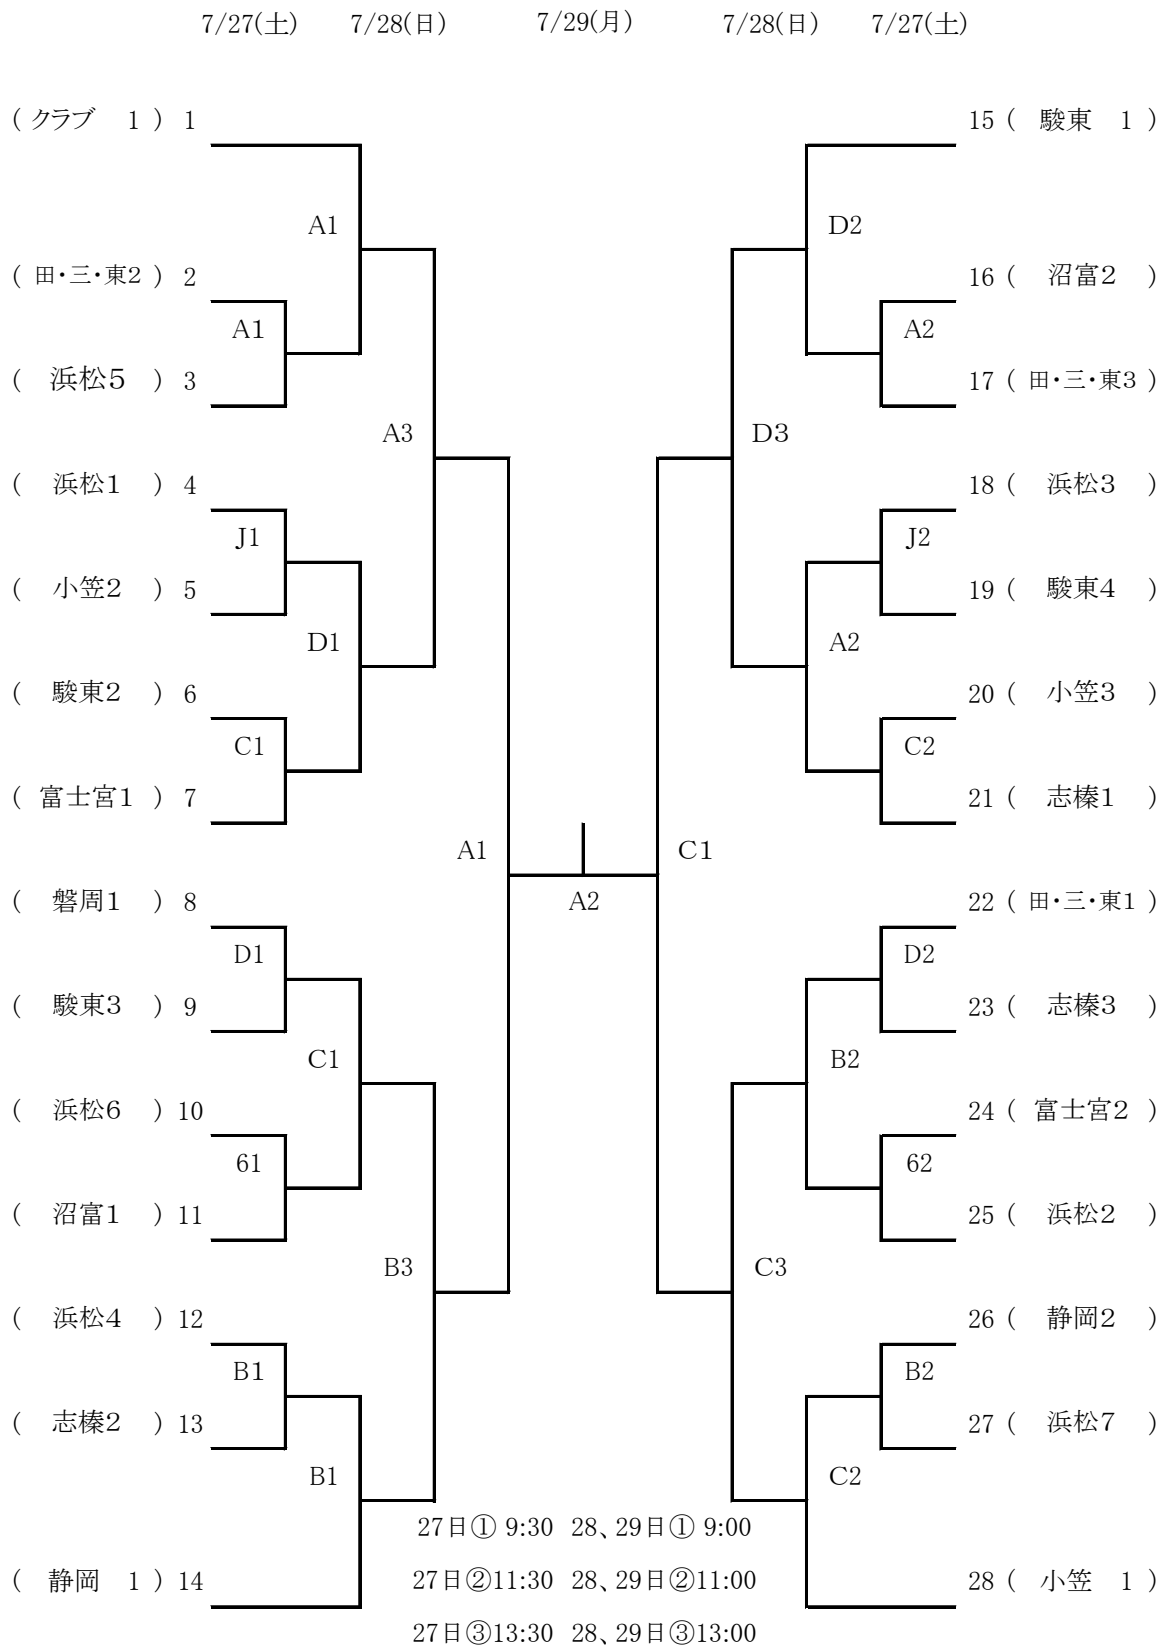 7/27(土) 7/28(日) 7/29(月) 7/28(日) 7/27(土)
( クラブ　1 ) 1
15 ( 駿東　1 )
A1
D2
( 田・三・東2 ) 2
16 ( 沼富2 )
A1
A2
( 浜松5 ) 3
17 ( 田・三・東3 )
A3
D3
( 浜松1 ) 4
18 ( 浜松3 )
J1
J2
( 小笠2 ) 5
19 ( 駿東4 )
D1
A2
( 駿東2 ) 6
20 ( 小笠3 )
C1
C2
( 富士宮1 ) 7
21 ( 志榛1 )
A1
C1
( 磐周1 ) 8
A2
22 ( 田・三・東1 )
D1
D2
( 駿東3 ) 9
23 ( 志榛3 )
C1
B2
( 浜松6 ) 10
24 ( 富士宮2 )
61
62
( 沼富1 ) 11
25 ( 浜松2 )
B3
C3
( 浜松4 ) 12
26 ( 静岡2 )
B1
B2
( 志榛2 ) 13
27 ( 浜松7 )
B1
C2
27日① 9:30 28、29日① 9:00
( 静岡　1 ) 14
27日②11:30 28、29日②11:00
28 ( 小笠　1 )
27日③13:30 28、29日③13:00